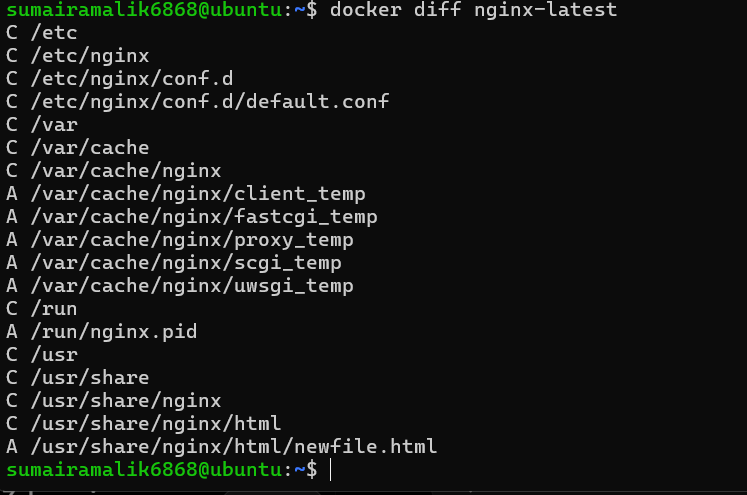 sumairamalik6868@ubuntu:~$ docker diff nginx-latest
C /etc
C /etc/nginx
C /etc/nginx/conf.d
C /etc/nginx/conf.d/default.conf
C /var
C /var/cache
C /var/cache/nginx
A /var/cache/nginx/client_temp
A /var/cache/nginx/fastcgi_temp
A /var/cache/nginx/proxy_temp
A /var/cache/nginx/scgi_temp
A /var/cache/nginx/uwsgi_temp
C /run
A /run/nginx.pid
C /usr
C /usr/share
C /usr/share/nginx
C /usr/share/nginx/html
A /usr/share/nginx/html/newfile.html
sumairamalik6868@ubuntu:~$